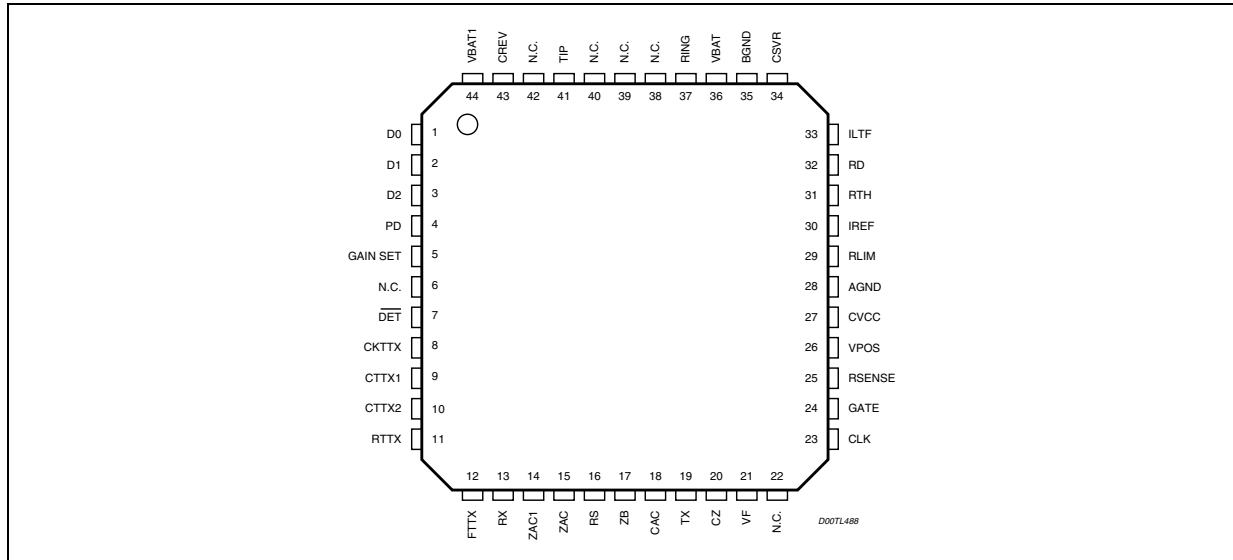 VBAT1 CREV N.C. TIP N.C. N.C. N.C. RING VBAT BGND CSVR
44 43 42 41 40 39 38 37 36 35 34
D0 1 33 ILTF
D1 2 32 RD
D2 3 31 RTH
PD 4 30 IREF
GAIN SET 5 29 RLIM
N.C. 6 28 AGND
DET 7 27 CVCC
CKTTX 8 26 VPOS
CTTX1 9 25 RSENSE
CTTX2 10 24 GATE
RTTX 11 23 CLK
12 13 14 15 16 17 18 19 20 21 22
FTTX RX ZAC1 ZAC RS ZB CAC TX CZ VF N.C.
D00TL488